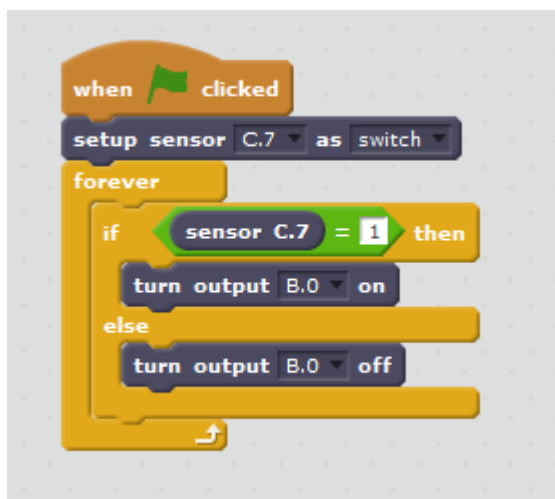 when clicked
setup sensor C.7 as switch
forever
if sensor C.7 = 1 then
turn output B.0 on
else
turn output B.0 off